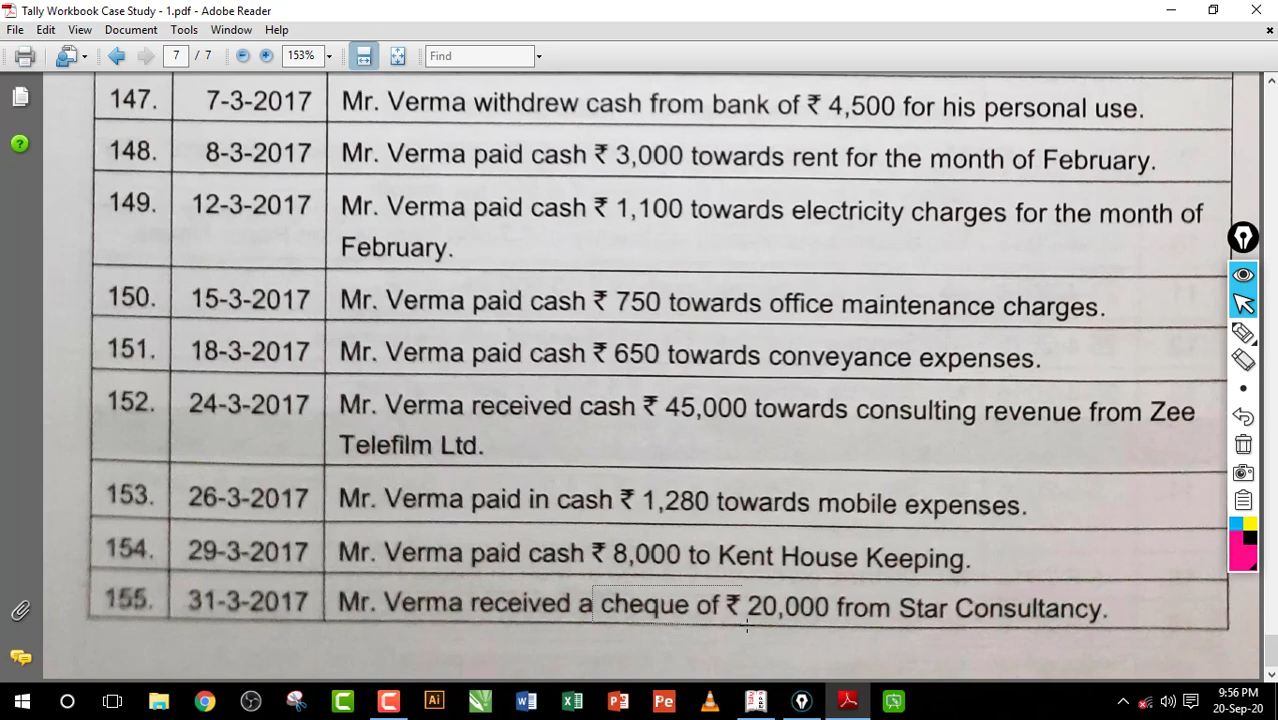 Tally Workbook Case Study - 1.pdf - Adobe Reader
File Edit View Document Tools Window Help
7 / 7 153% Find
147. 7-3-2017 Mr. Verma withdrew cash from bank of ₹ 4,500 for his personal use.
148. 8-3-2017 Mr. Verma paid cash ₹ 3,000 towards rent for the month of February.
149. 12-3-2017 Mr. Verma paid cash ₹ 1,100 towards electricity charges for the month of
February.
150. 15-3-2017 Mr. Verma paid cash ₹ 750 towards office maintenance charges.
151. 18-3-2017 Mr. Verma paid cash ₹ 650 towards conveyance expenses.
152. 24-3-2017 Mr. Verma received cash ₹ 45,000 towards consulting revenue from Zee
Telefilm Ltd.
153. 26-3-2017 Mr. Verma paid in cash ₹ 1,280 towards mobile expenses.
154. 29-3-2017 Mr. Verma paid cash ₹ 8,000 to Kent House Keeping.
155. 31-3-2017 Mr. Verma received a cheque of ₹ 20,000 from Star Consultancy.
Ai W X P Pe
9:56 PM
20-Sep-20